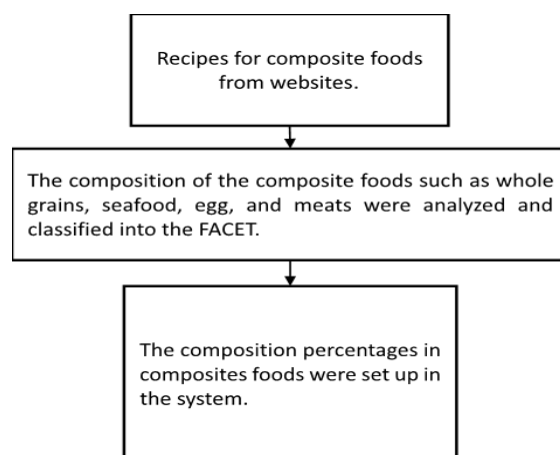 Recipes for composite foods
from websites.
The composition of the composite foods such as whole
grains, seafood, egg, and meats were analyzed and
classified into the FACET.
The composition percentages in
composites foods were set up in
the system.